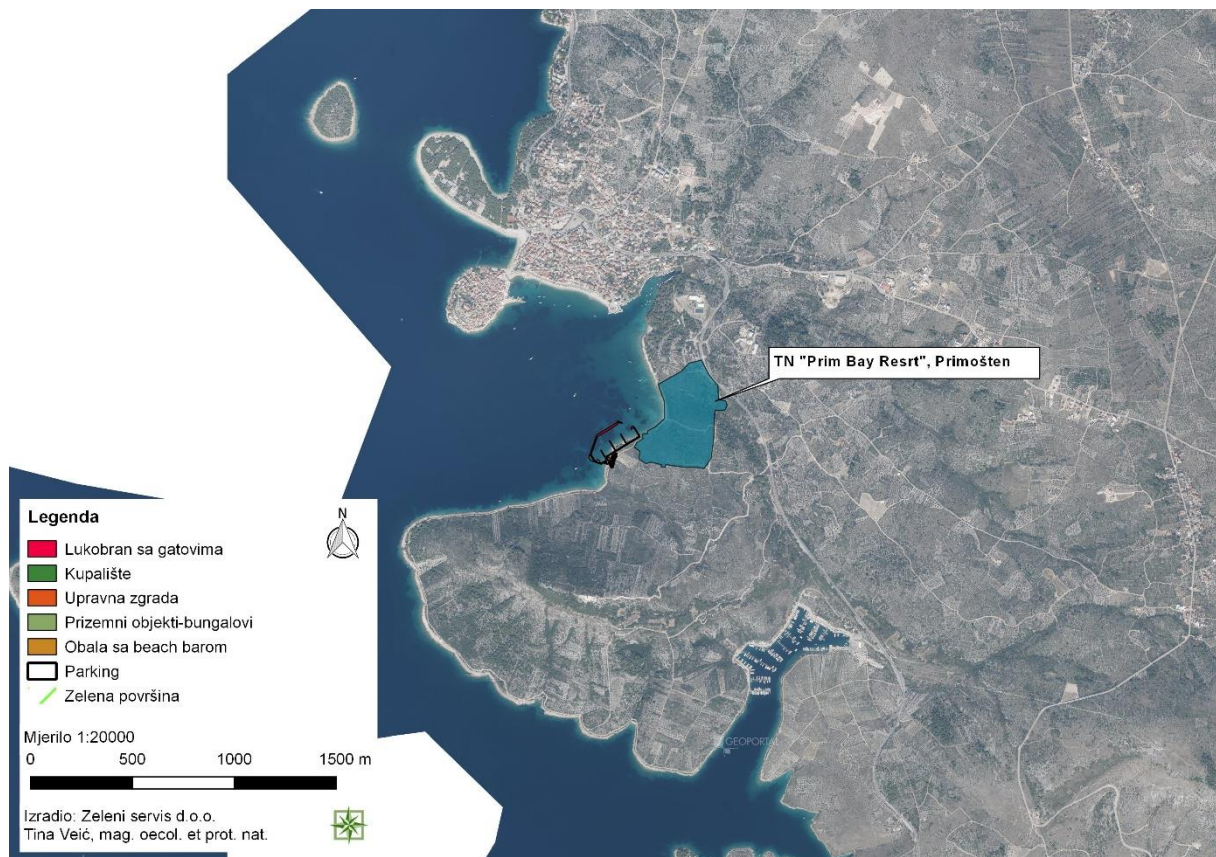 GEOPORTAL
TN "Prim Bay Resrt", Primošten
Legenda
N
Lukobran sa gatovima
Kupalište
Upravna zgrada
Prizemni objekti-bungalovi
Obala sa beach barom
Parking
Zelena površina
Mjerilo 1:20000
0 500 1000 1500 m
GEOPORTAL
Izradio: Zeleni servis d.o.o.
Tina Veić, mag. oecol. et prot. nat.